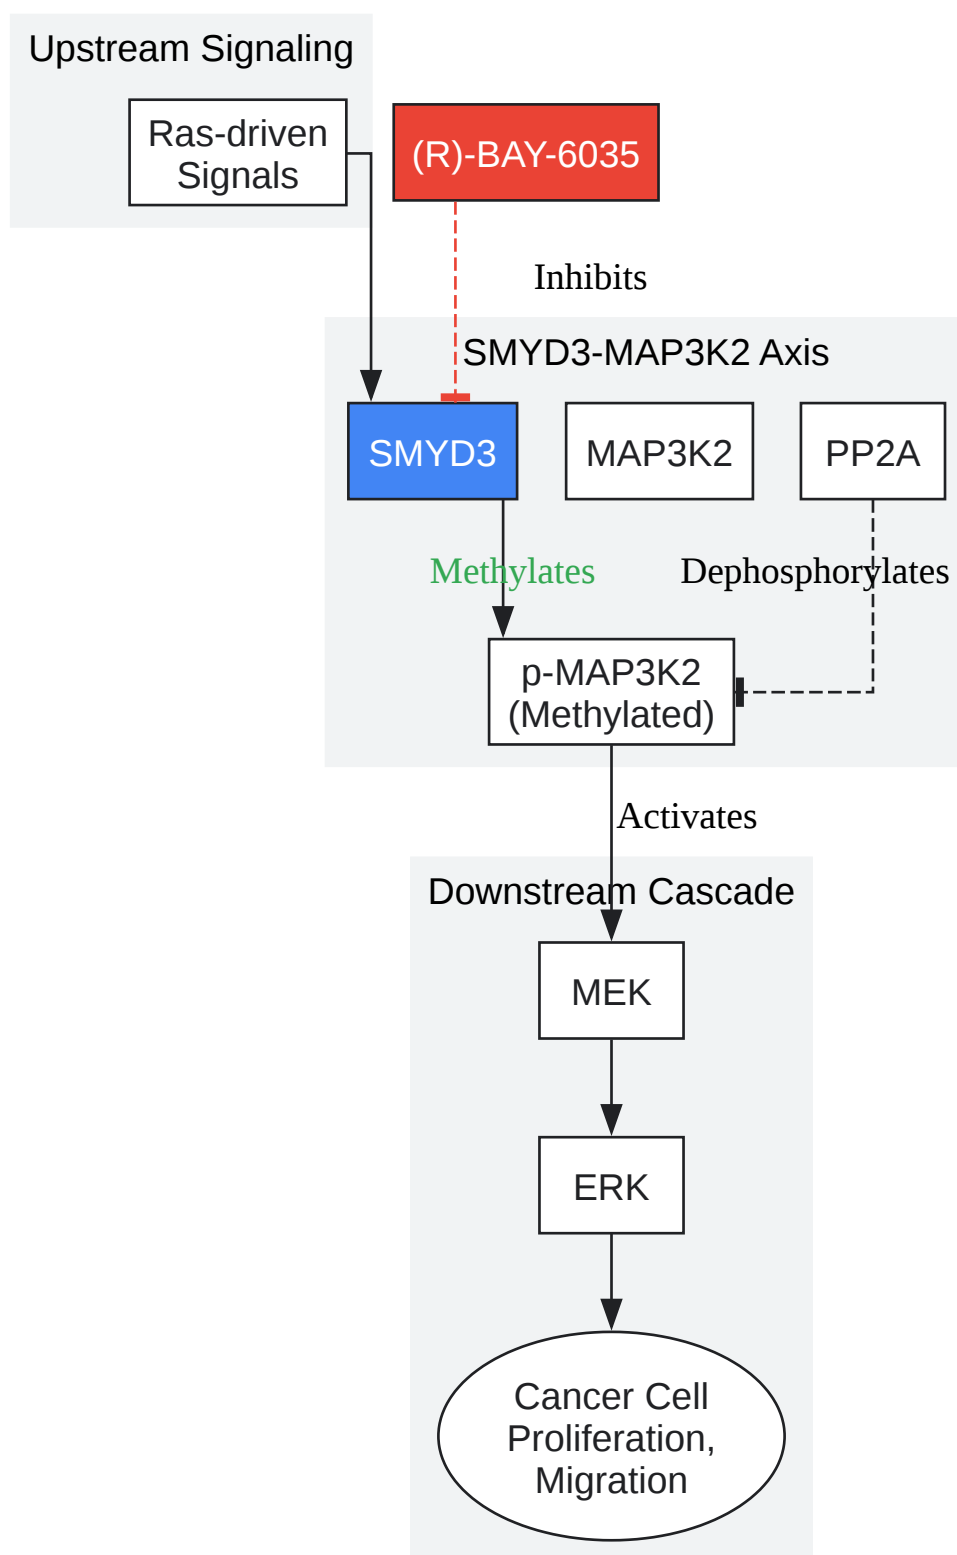 Upstream Signaling
Ras-driven
Signals
(R)-BAY-6035
Inhibits
SMYD3-MAP3K2 Axis
SMYD3
MAP3K2
PP2A
Methylates
Dephosphorylates
p-MAP3K2
(Methylated)
Activates
Downstream Cascade
MEK
ERK
Cancer Cell
Proliferation,
Migration